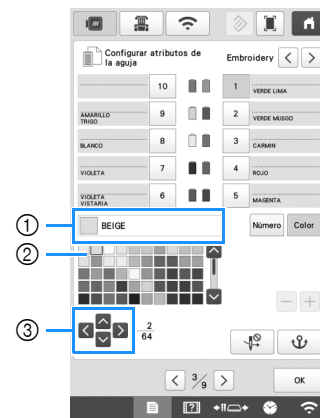 Configurar atributos de
la aguja
Embroidery
10
1
VERDE LIMA
AMARILLO
TRIGO
9
2
VERDE MUSGO
BLANCO
8
3
CARMIN
VIOLETA
7
4
ROJO
VIOLETA
VISTARIA
6
5
MAGENTA
①
BEIGE
Número
Color
②
③
2
64
3/9
OK